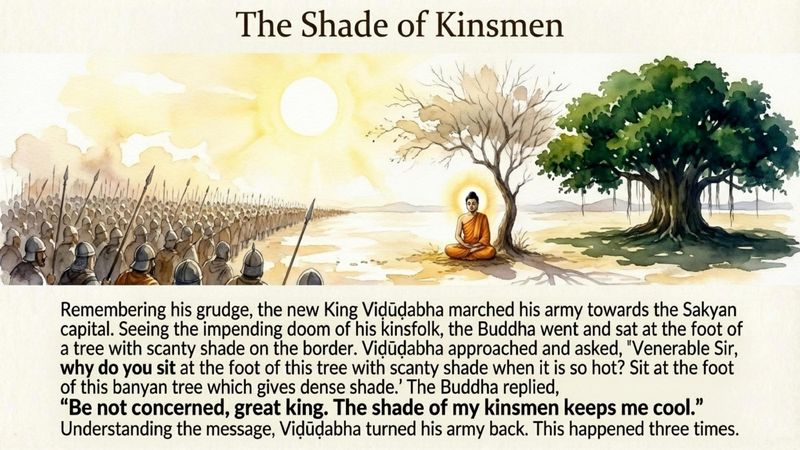 The Shade of Kinsmen
Remembering his grudge, the new King Viḍūḍabha marched his army towards the Sakyan
capital. Seeing the impending doom of his kinsfolk, the Buddha went and sat at the foot of
a tree with scanty shade on the border. Viḍūḍabha approached and asked, "Venerable Sir,
why do you sit at the foot of this tree with scanty shade when it is so hot? Sit at the foot
of this banyan tree which gives dense shade.’ The Buddha replied,
“Be not concerned, great king. The shade of my kinsmen keeps me cool.”
Understanding the message, Viḍūḍabha turned his army back. This happened three times.